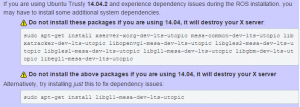 If you are using Ubuntu Trusty 14.04.2 and experience dependency issues during the ROS installation, you
may have to install some additional system dependencies.
Do not install these packages if you are using 14.04, it will destroy your X server
sudo apt-get install xserver-xorg-dev-lts-utopic mesa-common-dev-lts-utopic lib
xatracker-dev-lts-utopic libopenvg1-mesa-dev-lts-utopic libgles2-mesa-dev-lts-u
topic libgles1-mesa-dev-lts-utopic libgl1-mesa-dev-lts-utopic libgbm-dev-lts-ut
opic libegl1-mesa-dev-lts-utopic
Do not install the above packages if you are using 14.04, it will destroy your X server
Alternatively, try installing just this to fix dependency issues:
sudo apt-get install libgl1-mesa-dev-lts-utopic